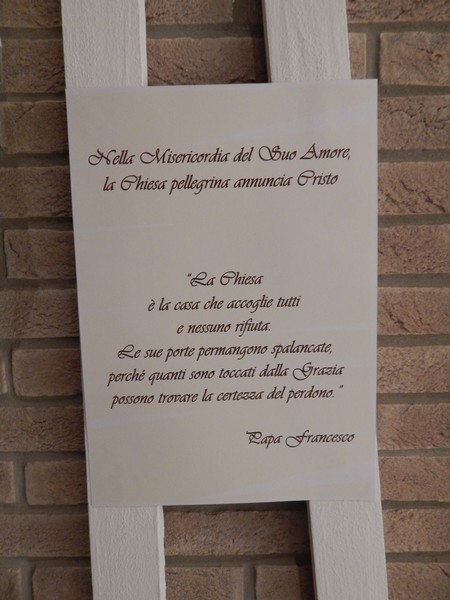 Nella Misericordia del Suo Amore,
la Chiesa pellegrina annuncia Cristo
“La Chiesa
è la casa che accoglie tutti
e nessuno rifiuta.
Le sue porte permangono spalancate,
perché quanti sono toccati dalla Grazia
possono trovare la certezza del perdono.”
Papa Francesco